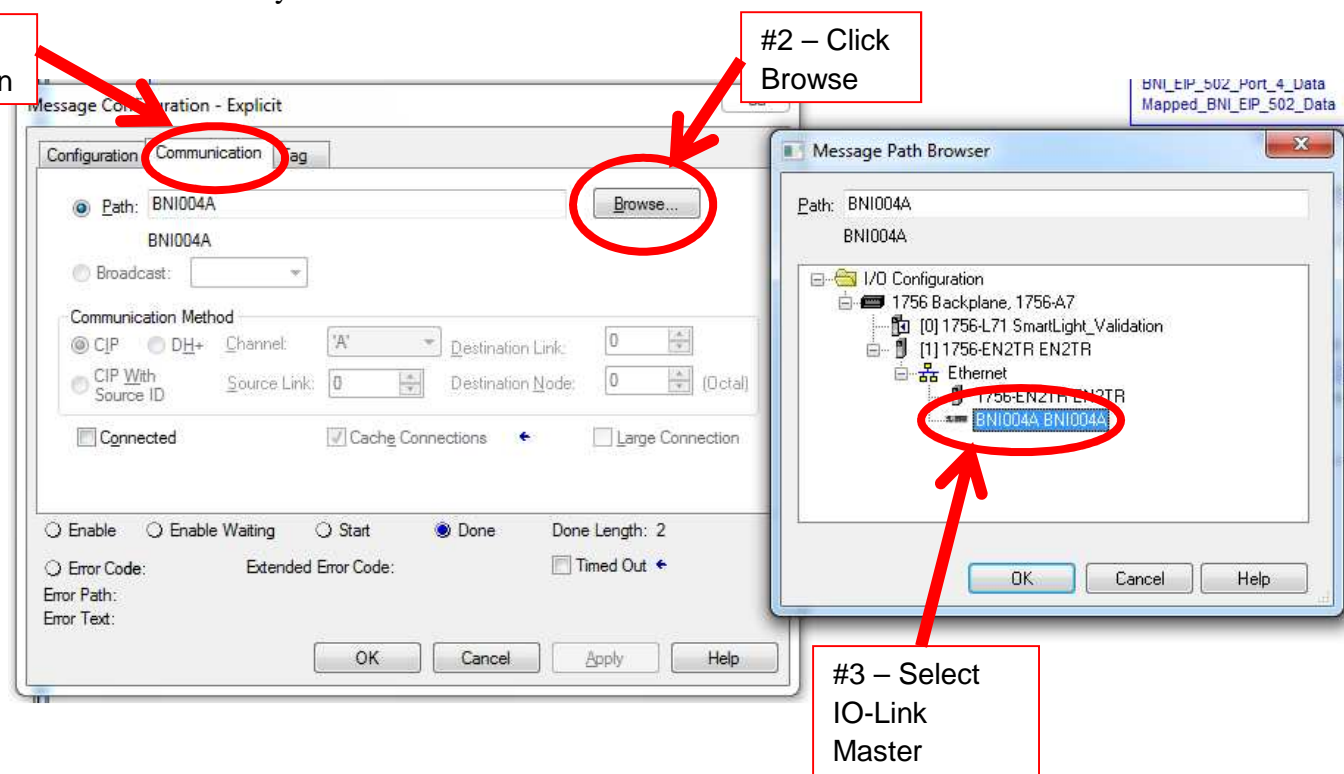 y
n
#2 – Click
Browse
BNI_EIP_502_Port_4_Data
Mapped_BNI_EIP_502_Data
Message Configuration - Explicit
Configuration Communication Tag
Path: BNI004A Browse...
BNI004A
Broadcast:
Communication Method
CIP DH+ Channel: 'A' Destination Link: 0
CIP With
Source ID
Source Link: 0 Destination Node: 0 (Octal)
Connected Cache Connections Large Connection
Enable Enable Waiting Start Done Done Length: 2
Error Code: Extended Error Code: Timed Out
Error Path:
Error Text:
OK Cancel Apply Help
Message Path Browser
Path: BNI004A
BNI004A
I/O Configuration
1756 Backplane, 1756-A7
[0] 1756-L71 SmartLight_Validation
[1] 1756-EN2TR EN2TR
Ethernet
1756-EN2TR EN2TR
BNI004A BNI004A
OK Cancel Help
#3 – Select
IO-Link
Master